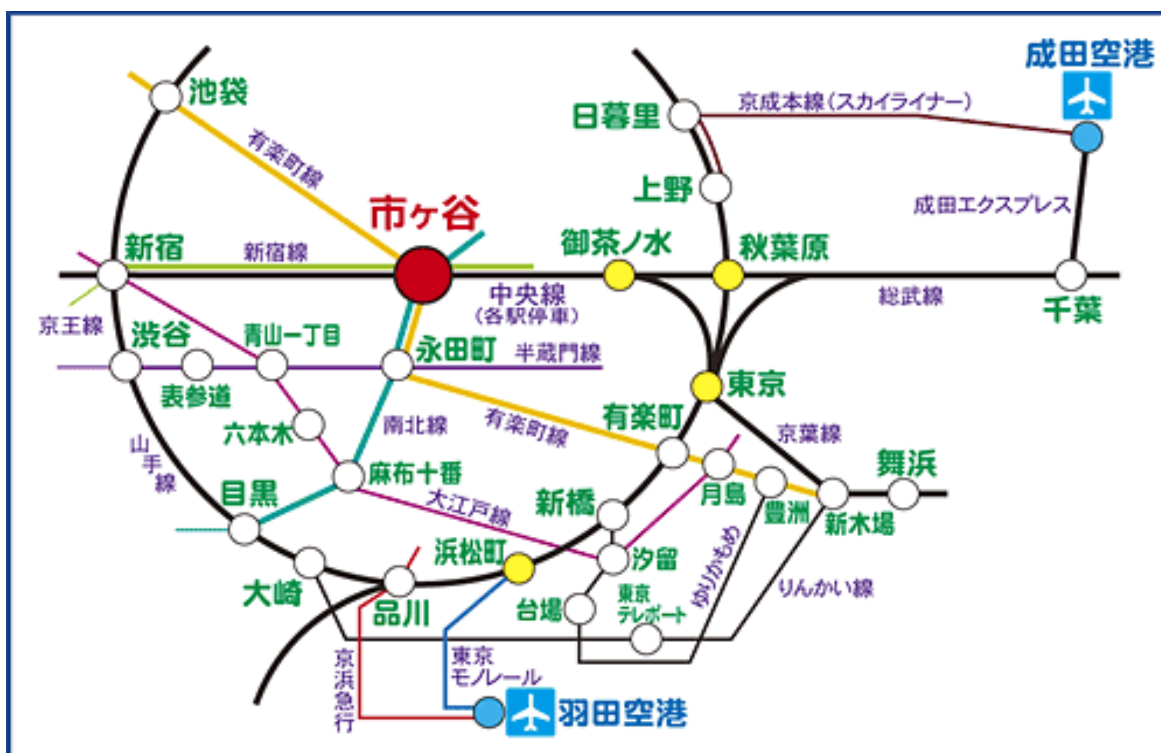 成田空港
池袋
日暮里
京成本線(スカイライナー)
有楽町線
上野
成田エクスプレス
市ヶ谷
新宿
新宿線
御茶ノ水
秋葉原
中央線
(各駅停車)
総武線
千葉
京王線
渋谷
青山一丁目
永田町
半蔵門線
表参道
東京
有楽町
六本木
南北線
有楽町線
京葉線
山手線
麻布十番
月島
舞浜
目黒
大江戸線
新橋
豊洲
新木場
浜松町
汐留
ゆりかもめ
りんかい線
大崎
品川
台場
東京
テレポート
京浜急行
東京
モノレール
羽田空港